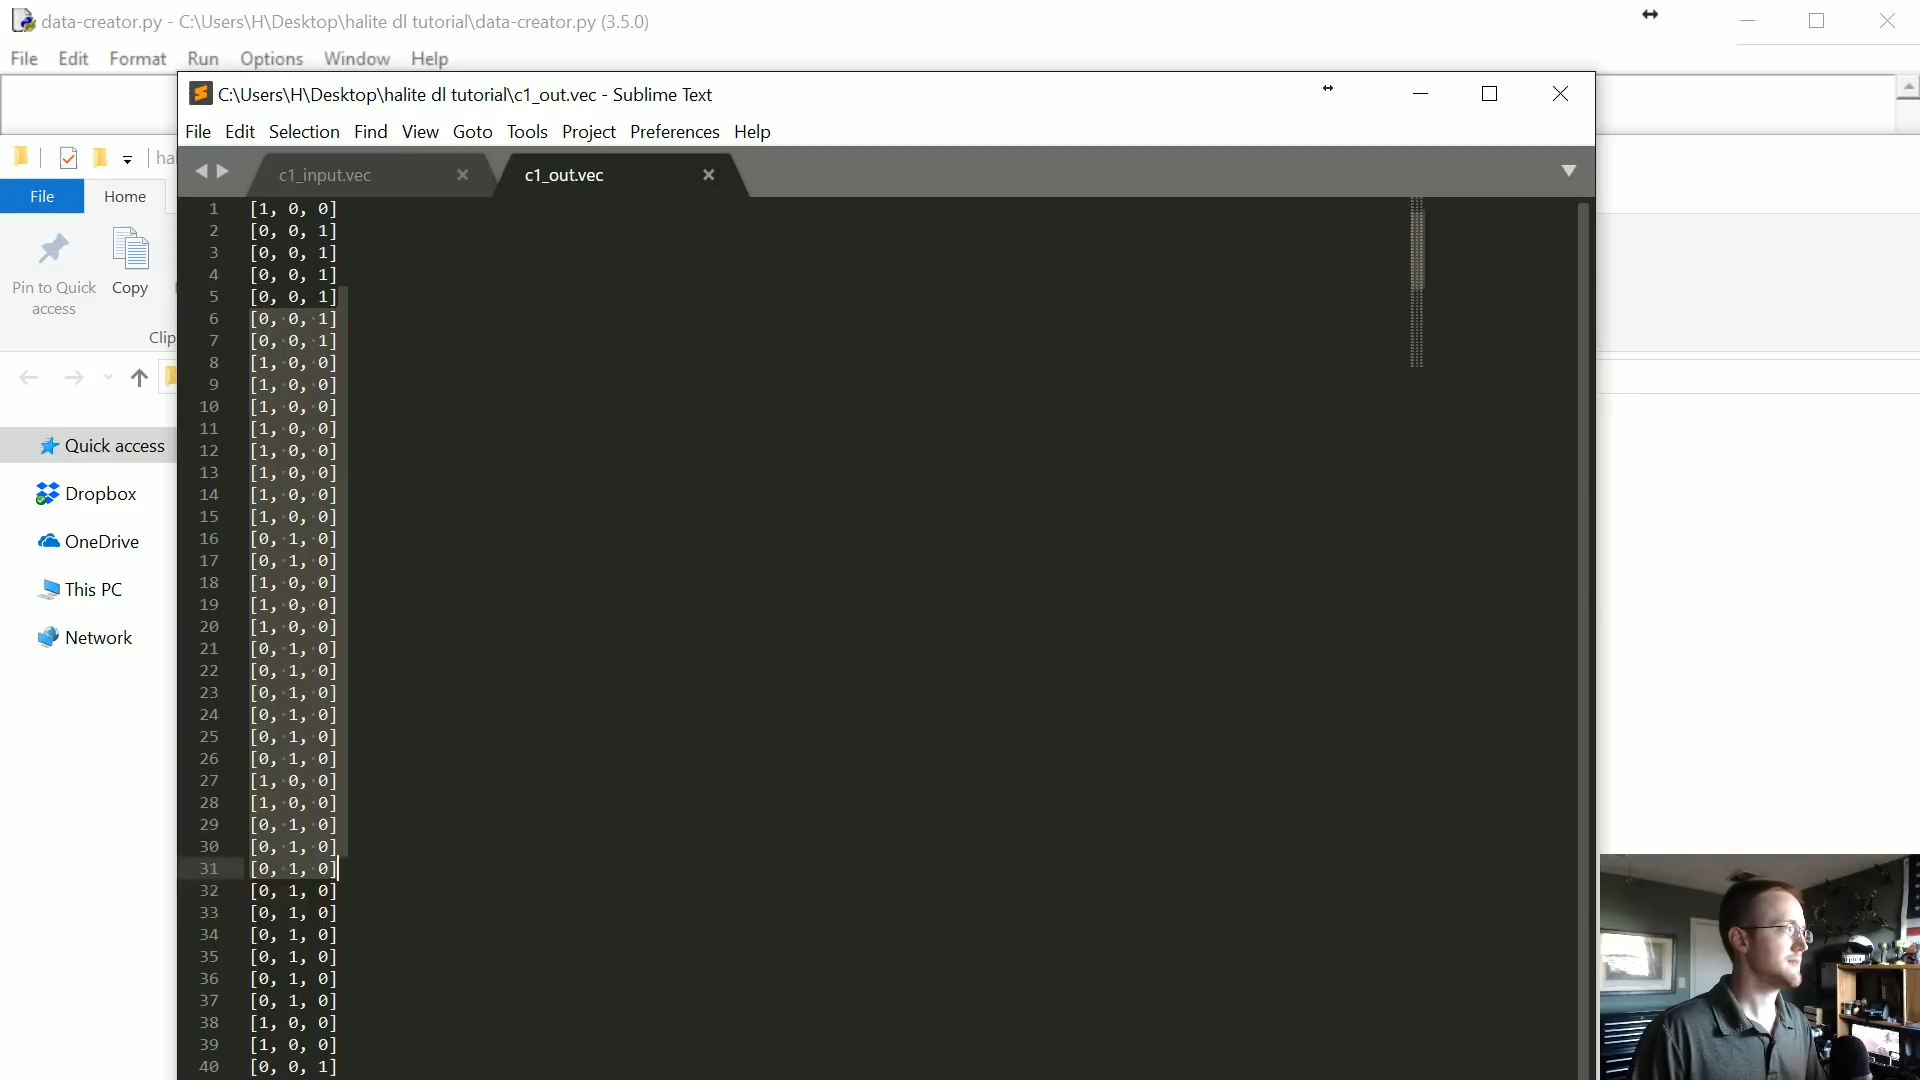 data-creator.py - C:\Users\H\Desktop\halite dl tutorial\data-creator.py (3.5.0)
File Edit Format Run Options Window Help
C:\Users\H\Desktop\halite dl tutorial\c1_out.vec - Sublime Text
File Edit Selection Find View Goto Tools Project Preferences Help
c1_input.vec c1_out.vec
File Home
Pin to Quick access
Copy
Quick access
Dropbox
OneDrive
This PC
Network
1 [1, 0, 0]
2 [0, 0, 1]
3 [0, 0, 1]
4 [0, 0, 1]
5 [0, 0, 1]
6 [0, 0, 1]
7 [0, 0, 1]
8 [1, 0, 0]
9 [1, 0, 0]
10 [1, 0, 0]
11 [1, 0, 0]
12 [1, 0, 0]
13 [1, 0, 0]
14 [1, 0, 0]
15 [1, 0, 0]
16 [0, 1, 0]
17 [0, 1, 0]
18 [1, 0, 0]
19 [1, 0, 0]
20 [1, 0, 0]
21 [0, 1, 0]
22 [0, 1, 0]
23 [0, 1, 0]
24 [0, 1, 0]
25 [0, 1, 0]
26 [0, 1, 0]
27 [1, 0, 0]
28 [1, 0, 0]
29 [0, 1, 0]
30 [0, 1, 0]
31 [0, 1, 0]
32 [0, 1, 0]
33 [0, 1, 0]
34 [0, 1, 0]
35 [0, 1, 0]
36 [0, 1, 0]
37 [0, 1, 0]
38 [1, 0, 0]
39 [1, 0, 0]
40 [0, 0, 1]